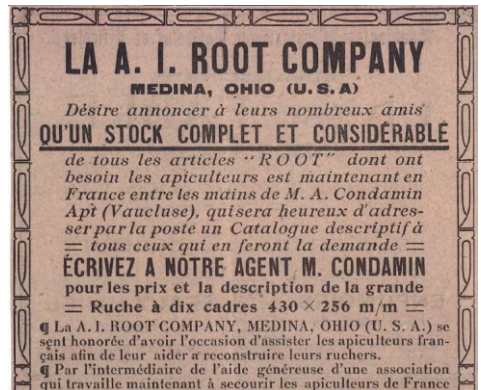 LA A. I. ROOT COMPANY
MEDINA, OHIO (U. S. A)
Désire annoncer à leurs nombreux amis
QU'UN STOCK COMPLET ET CONSIDÉRABLE
de tous les articles "ROOT" dont ont
besoin les apiculteurs est maintenant en
France entre les mains de M. A. Condamin
Apt (Vaucluse), qui sera heureux d'adres-
ser par la poste un Catalogue descriptif à
= tous ceux qui en feront la demande =
ÉCRIVEZ A NOTRE AGENT, M. CONDAMIN
pour les prix et la description de la grande
= Ruche à dix cadres 430 × 256 m/m =
¶ La A. I. ROOT COMPANY, MEDINA, OHIO (U. S. A.) se
sent honorée d'avoir l'occasion d'assister les apiculteurs fran-
çais afin de leur aider a reconstruire leurs ruchers.
¶ Par l'intermédiaire de l'aide généreuse d'une association
qui travaille maintenant à secourir les apiculteurs de France